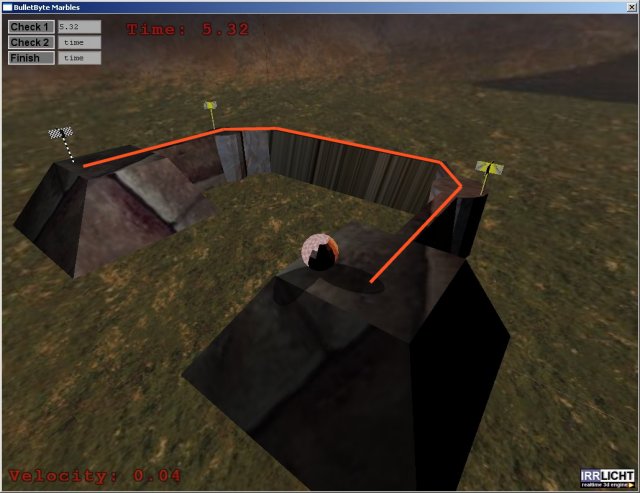 BulletByte Marbles
Check 1 5.32
Check 2 time
Finish time
Time: 5.32
Velocity: 0.04
IRRLICHT
realtime 3d engine